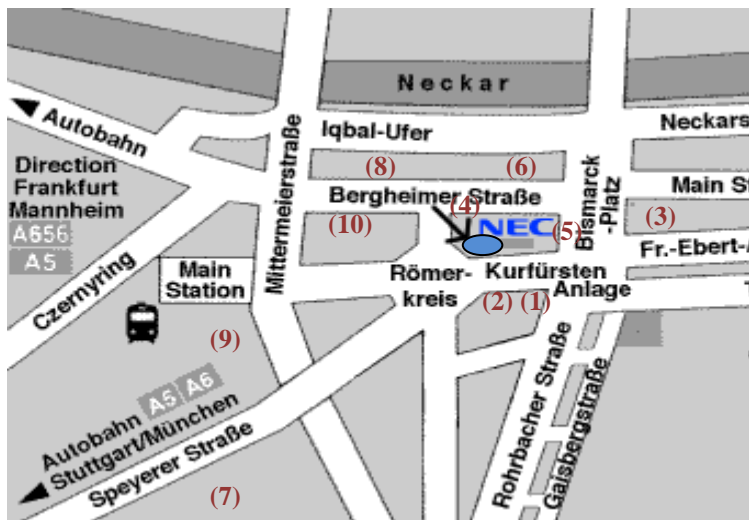 Neckar
Autobahn
Iqbal-Ufer
Neckars
Direction
Frankfurt
Mannheim
A656
A5
(8)
(6)
Bergheimer Straße
Main St
Mittermeierstraße
(10)
(4)
NEC
(5)
Bismarck
-Platz
(3)
Fr.-Ebert-A
Czernyring
Main
Station
Römer-
kreis
Kurfürsten
Anlage
(2)
(1)
(9)
A5
A6
Autobahn
Stuttgart/München
Speyerer Straße
Rohrbacher Straße
Gaisbergstraße
(7)